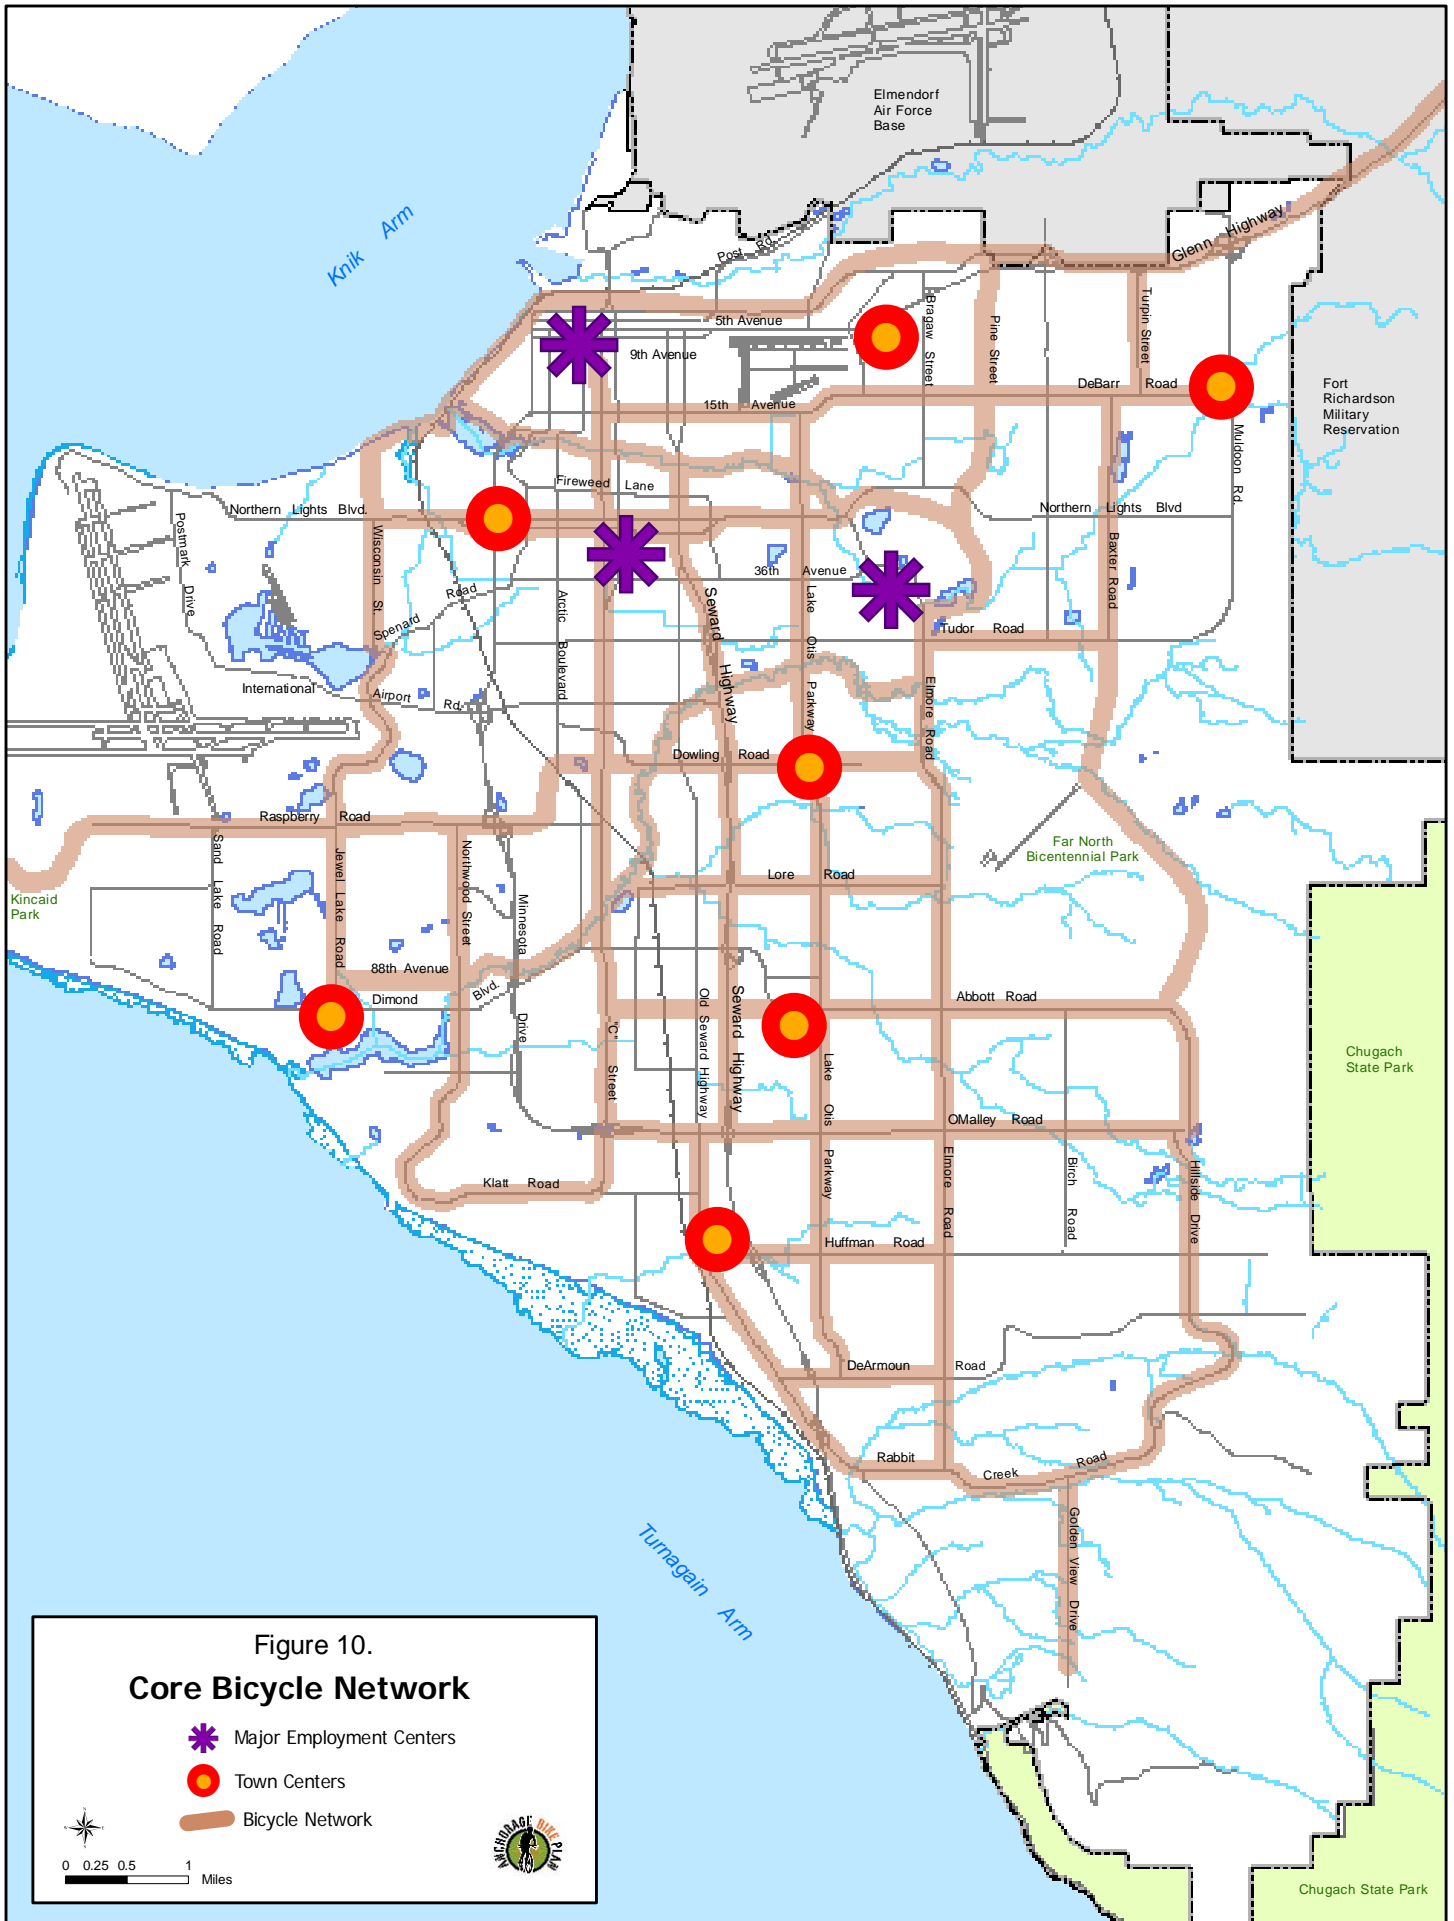 Elmendorf
Air Force
Base
Knik Arm
Post Rd.
Glenn Highway
5th Avenue
9th Avenue
Bragaw Street
Pine Street
Turpin Street
DeBarr Road
15th Avenue
Fort
Richardson
Military
Reservation
Muldoon Rd.
Fireweed Lane
Northern Lights Blvd.
Northern Lights Blvd
Postmark Drive
Wisconsin St.
36th Avenue
Baxter Road
Spenard Road
Arctic Boulevard
Seward Highway
Lake Otis Parkway
Tudor Road
International Airport Rd.
Elmore Road
Dowling Road
Raspberry Road
Far North
Bicentennial Park
Sand Lake Road
Jewel Lake Road
Northwood Street
Minnesota Drive
Lore Road
Kincaid
Park
88th Avenue
Dimond Blvd.
Abbott Road
"C" Street
Old Seward Highway
Seward Highway
Lake Otis Parkway
Chugach
State Park
OMalley Road
Klatt Road
Elmore Road
Birch Road
Hillside Drive
Huffman Road
DeArmoun Road
Rabbit Creek Road
Golden View Drive
Turnagain Arm
Figure 10.
Core Bicycle Network
Major Employment Centers
Town Centers
Bicycle Network
ANCHORAGE BIKE PLAN
0 0.25 0.5 1
Miles
Chugach State Park